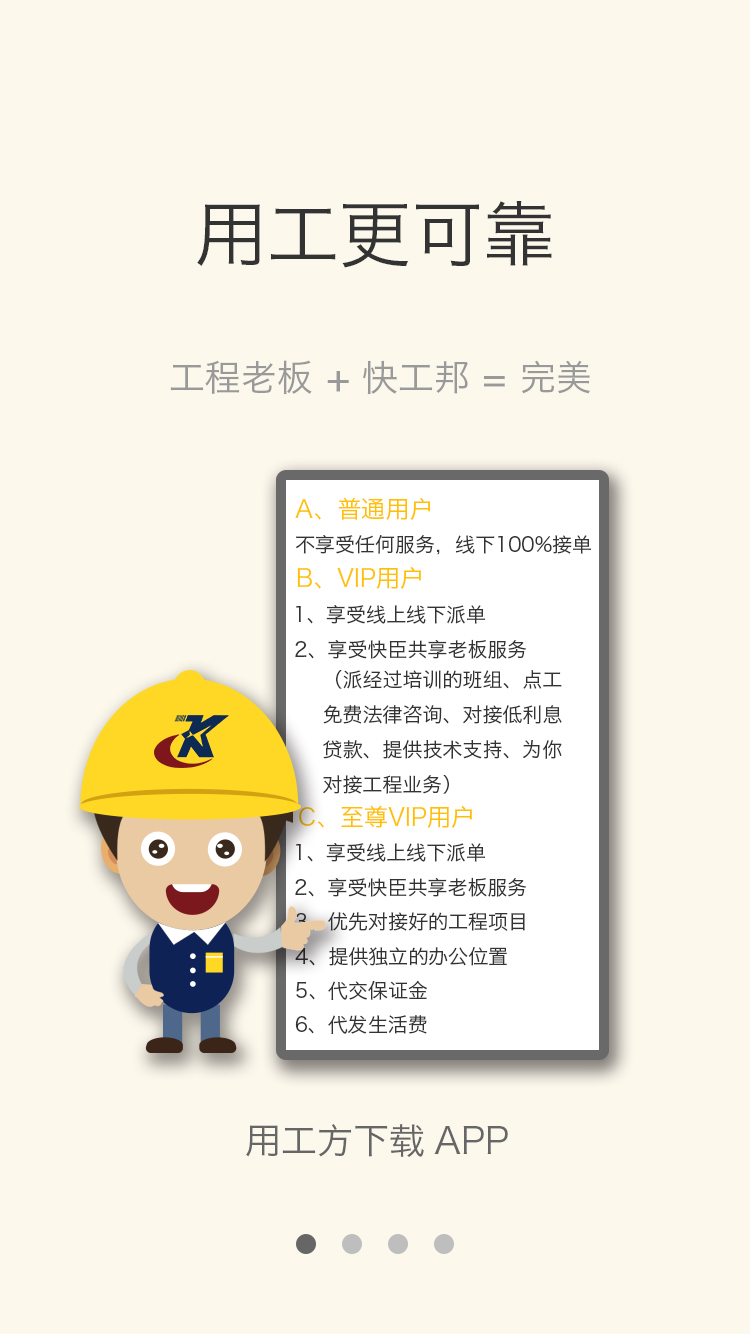 用工更可靠
工程老板 + 快工邦 = 完美
A、普通用户
不享受任何服务，线下100%接单
B、VIP用户
1、享受线上线下派单
2、享受快臣共享老板服务
（派经过培训的班组、点工
免费法律咨询、对接低利息
贷款、提供技术支持、为你
对接工程业务）
C、至尊VIP用户
1、享受线上线下派单
2、享受快臣共享老板服务
3、优先对接好的工程项目
4、提供独立的办公位置
5、代交保证金
6、代发生活费
K
用工方下载 APP